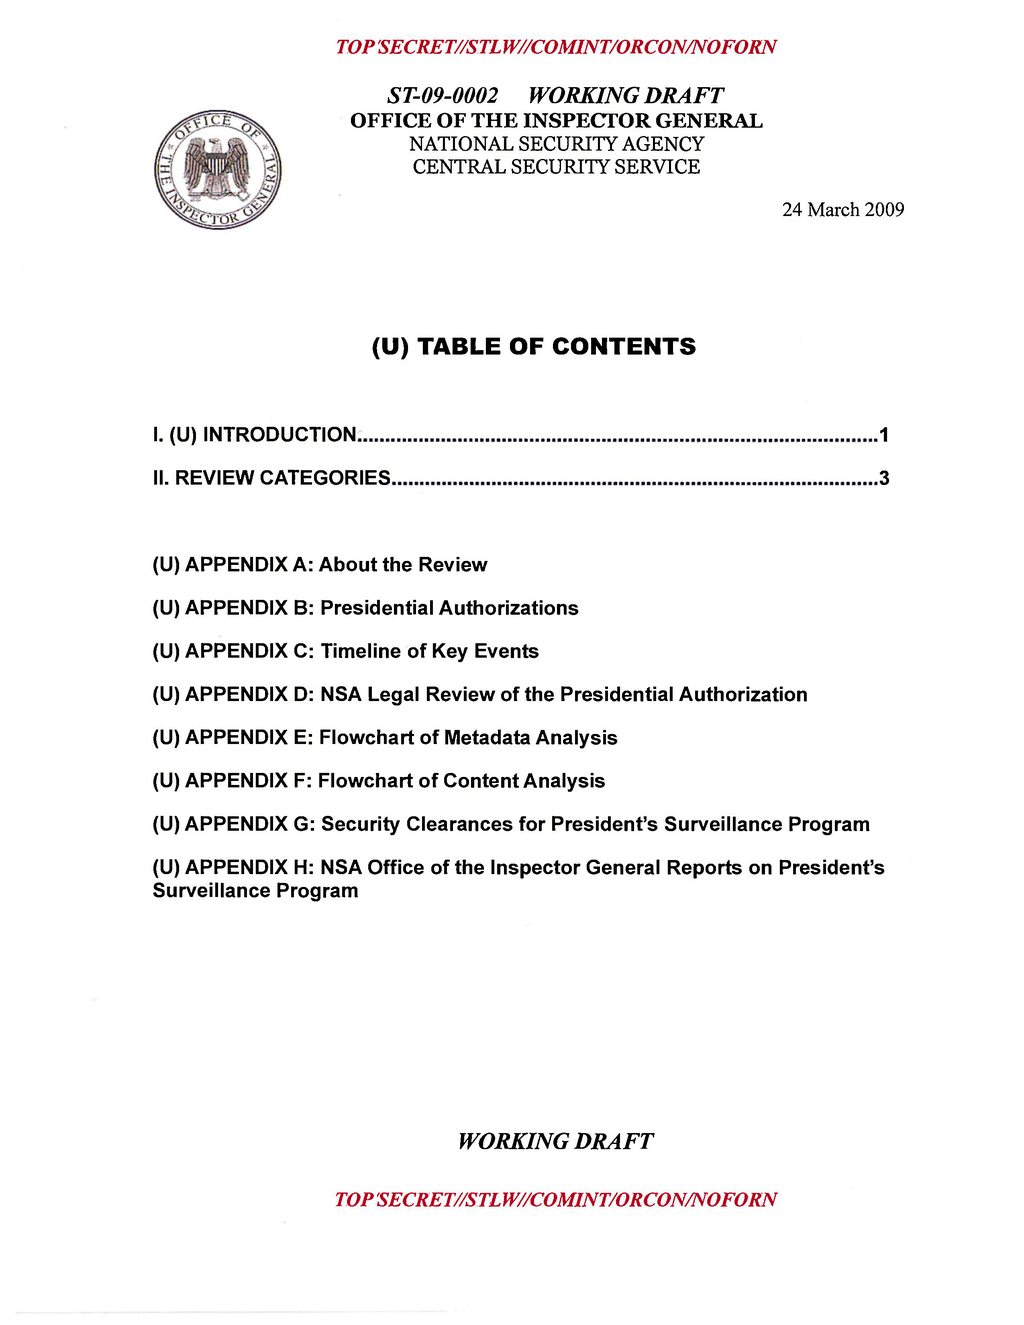 TOP SECRET//STLW//COMINT/ORCON/NOFORN
ST-09-0002 WORKING DRAFT
OFFICE OF THE INSPECTOR GENERAL
NATIONAL SECURITY AGENCY
CENTRAL SECURITY SERVICE
OFFICE OF
THE INSPECTOR GENERAL
24 March 2009
(U) TABLE OF CONTENTS
I. (U) INTRODUCTION..............................................................................................1
II. REVIEW CATEGORIES........................................................................................3
(U) APPENDIX A: About the Review
(U) APPENDIX B: Presidential Authorizations
(U) APPENDIX C: Timeline of Key Events
(U) APPENDIX D: NSA Legal Review of the Presidential Authorization
(U) APPENDIX E: Flowchart of Metadata Analysis
(U) APPENDIX F: Flowchart of Content Analysis
(U) APPENDIX G: Security Clearances for President's Surveillance Program
(U) APPENDIX H: NSA Office of the Inspector General Reports on President's
Surveillance Program
WORKING DRAFT
TOP SECRET//STLW//COMINT/ORCON/NOFORN